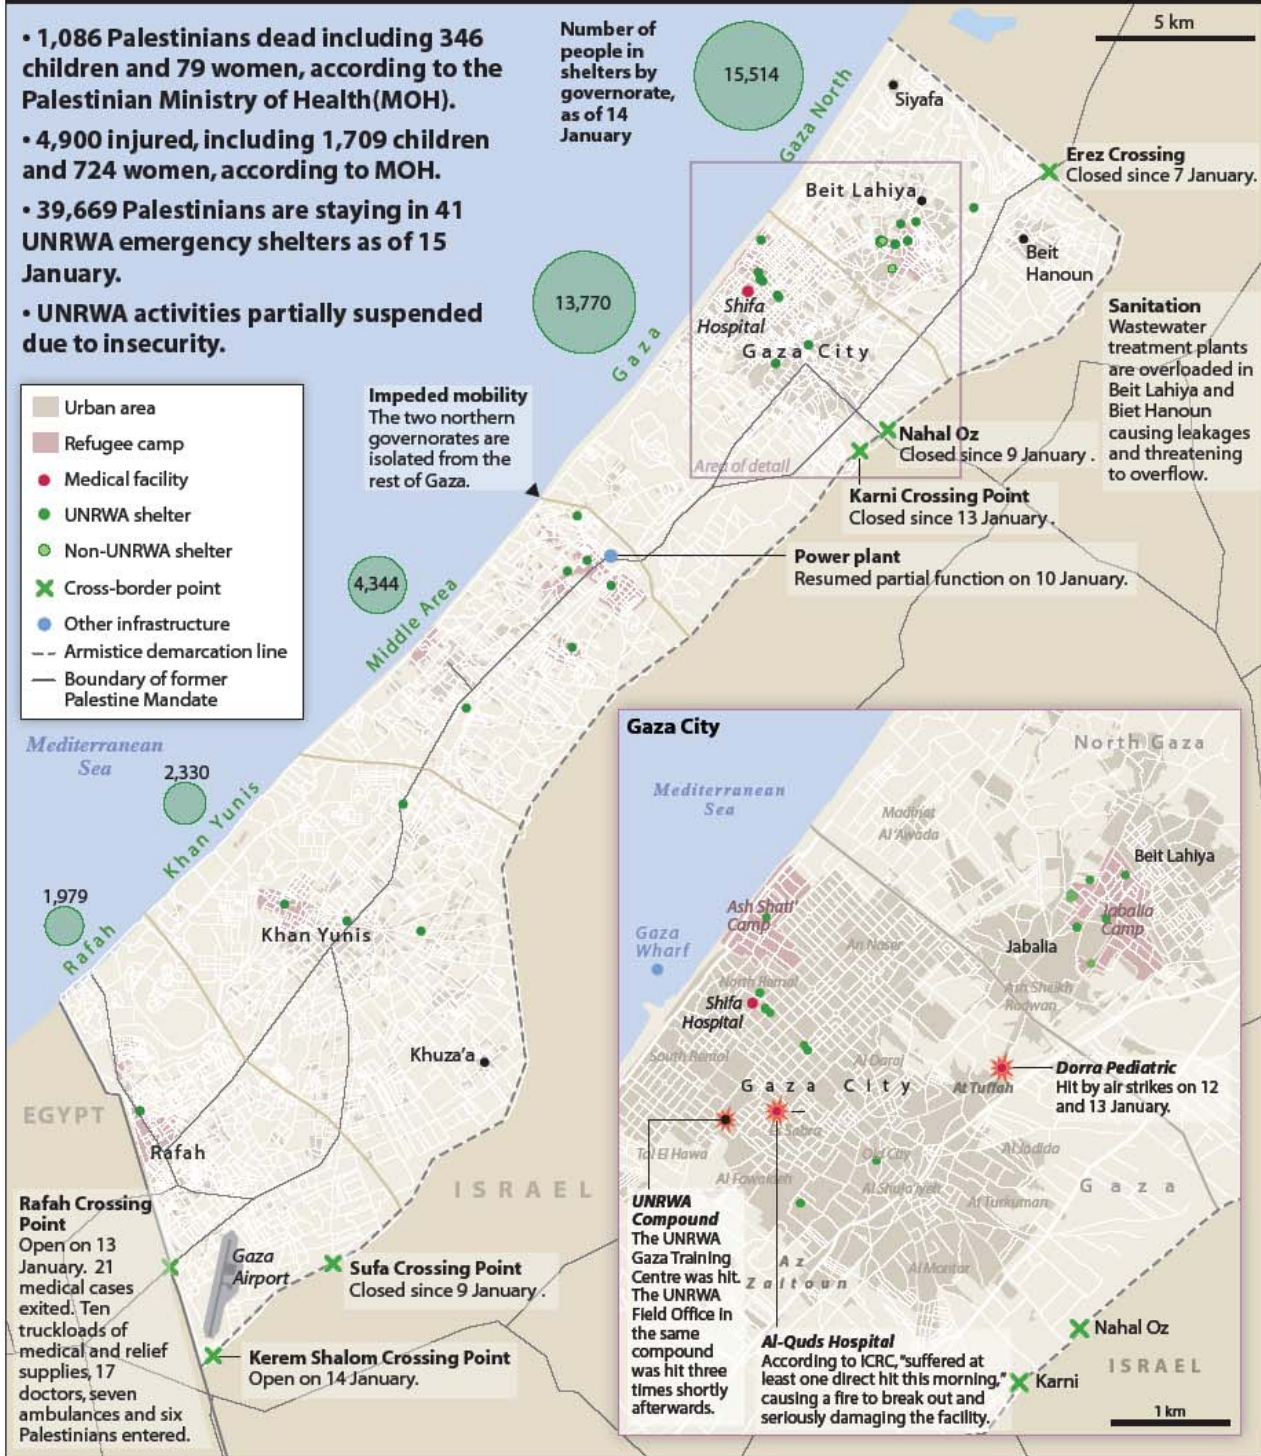 • 1,086 Palestinians dead including 346
children and 79 women, according to the
Palestinian Ministry of Health(MOH).
• 4,900 injured, including 1,709 children
and 724 women, according to MOH.
• 39,669 Palestinians are staying in 41
UNRWA emergency shelters as of 15
January.
• UNRWA activities partially suspended
due to insecurity.
Number of
people in
shelters by
governorate,
as of 14
January
15,514
Gaza North
5 km
Siyafa
Erez Crossing
Closed since 7 January.
Beit Lahiya
Beit
Hanoun
13,770
Gaza
Shifa
Hospital
Gaza City
Sanitation
Wastewater
treatment plants
are overloaded in
Beit Lahiya and
Biet Hanoun
causing leakages
and threatening
to overflow.
Impeded mobility
The two northern
governorates are
isolated from the
rest of Gaza.
Area of detail
Nahal Oz
Closed since 9 January .
Karni Crossing Point
Closed since 13 January .
Power plant
Resumed partial function on 10 January.
Urban area
Refugee camp
Medical facility
UNRWA shelter
Non-UNRWA shelter
Cross-border point
Other infrastructure
Armistice demarcation line
Boundary of former
Palestine Mandate
4,344
Middle Area
Mediterranean
Sea
2,330
Khan Yunis
1,979
Rafah
Khan Yunis
Khuza'a
EGYPT
Rafah
ISRAEL
Rafah Crossing
Point
Open on 13
January. 21
medical cases
exited. Ten
truckloads of
medical and relief
supplies, 17
doctors, seven
ambulances and six
Palestinians entered.
Gaza
Airport
Sufa Crossing Point
Closed since 9 January .
Kerem Shalom Crossing Point
Open on 14 January.
Gaza City
North Gaza
Mediterranean
Sea
Madinat
Al 'Awada
Beit Lahiya
Ash Shati'
Camp
Jabalia
Camp
Gaza
Wharf
An Naser
Jabalia
North Remal
Ash Sheikh
Radwan
Shifa
Hospital
South Remal
Al Daraj
Gaza City
At Tuffah
Dorra Pediatric
Hit by air strikes on 12
and 13 January.
Sabra
Tal El Hawa
Old City
Al Jadida
Al Fawaideh
Al Shuja'iyeh
At Turkuman
Gaza
UNRWA
Compound
The UNRWA
Gaza Training
Centre was hit.
The UNRWA
Field Office in
the same
compound
was hit three
times shortly
afterwards.
Az
Zaitoun
Al Montar
Al-Quds Hospital
According to ICRC, "suffered at
least one direct hit this morning,"
causing a fire to break out and
seriously damaging the facility.
Nahal Oz
ISRAEL
Karni
1 km